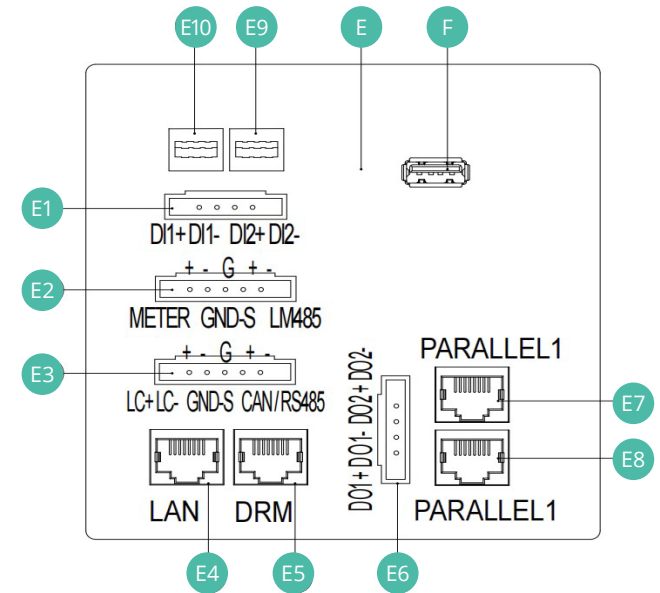 E10 E9 E F
E1
DI1+ DI1- DI2+ DI2-
+ - G + -
E2
METER GND-S LM485
+ - G + -
E3
LC+ LC- GND-S CAN/RS485
LAN DRM
DO1+ DO1- DO2+ DO2-
PARALLEL1
E7
E8
PARALLEL1
E4 E5 E6